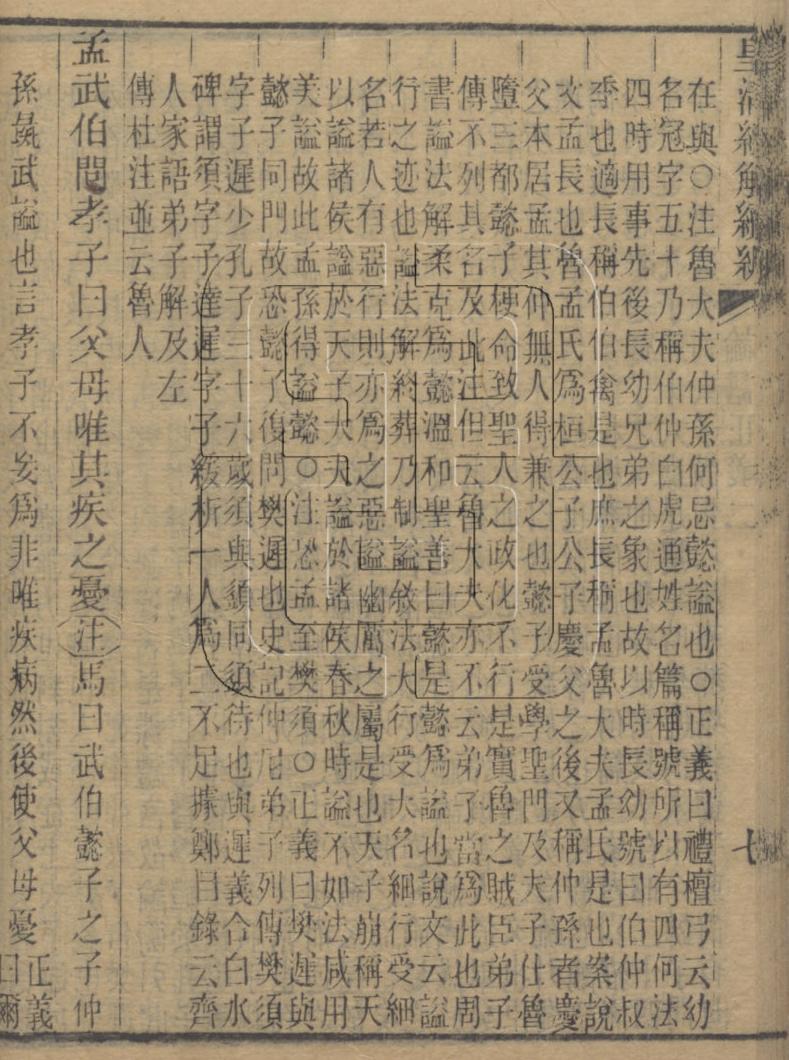 皇清經解續編
七
在與○注魯大夫仲孫何忌懿謚也○正義曰禮檀弓云幼
名冠字五十乃稱伯仲白虎通姓名篇稱號所以有四何法
四時用事先後長幼兄弟之象也故以時長幼號曰伯仲叔
季也適長稱伯伯禽是也庶長稱孟魯大夫孟氏是也案說
文孟長也魯孟氏爲桓公子公子慶父之後又稱仲孫者慶
父本居孟其仲無人得兼之也懿子受學聖門及夫子仕魯
墮三都懿子梗命致聖人之政化不行是實魯之賊臣弟子
傳不列其名及此注但云魯大夫亦不云弟子當爲此也周
書謚法解柔克爲懿溫和聖善曰懿是懿爲謚也說文云謚
行之迹也謚法解終葬乃制謚敘法大行受大名細行受細
名若人有惡行則亦爲之惡謚幽厲之屬是也天子崩稱天
以謚諸侯謚於天子大夫謚於諸侯春秋時謚不如法咸用
美謚故此孟孫得謚懿○注恐孟至樊須○正義曰樊遲與
懿子同門故恐懿子復問樊遲也史記仲尼弟子列傳樊須
字子遲少孔子三十六歲須與䇓同須待也與遲義合白水
碑謂須字子達遲字子緩析一人爲二不足據鄭目錄云齊
人家語弟子解及左
傳杜注並云魯人
孟武伯問孝子曰父母唯其疾之憂注馬曰武伯懿子之子仲
孫彘武謚也言孝子不妄爲非唯疾病然後使父母憂正義
曰爾